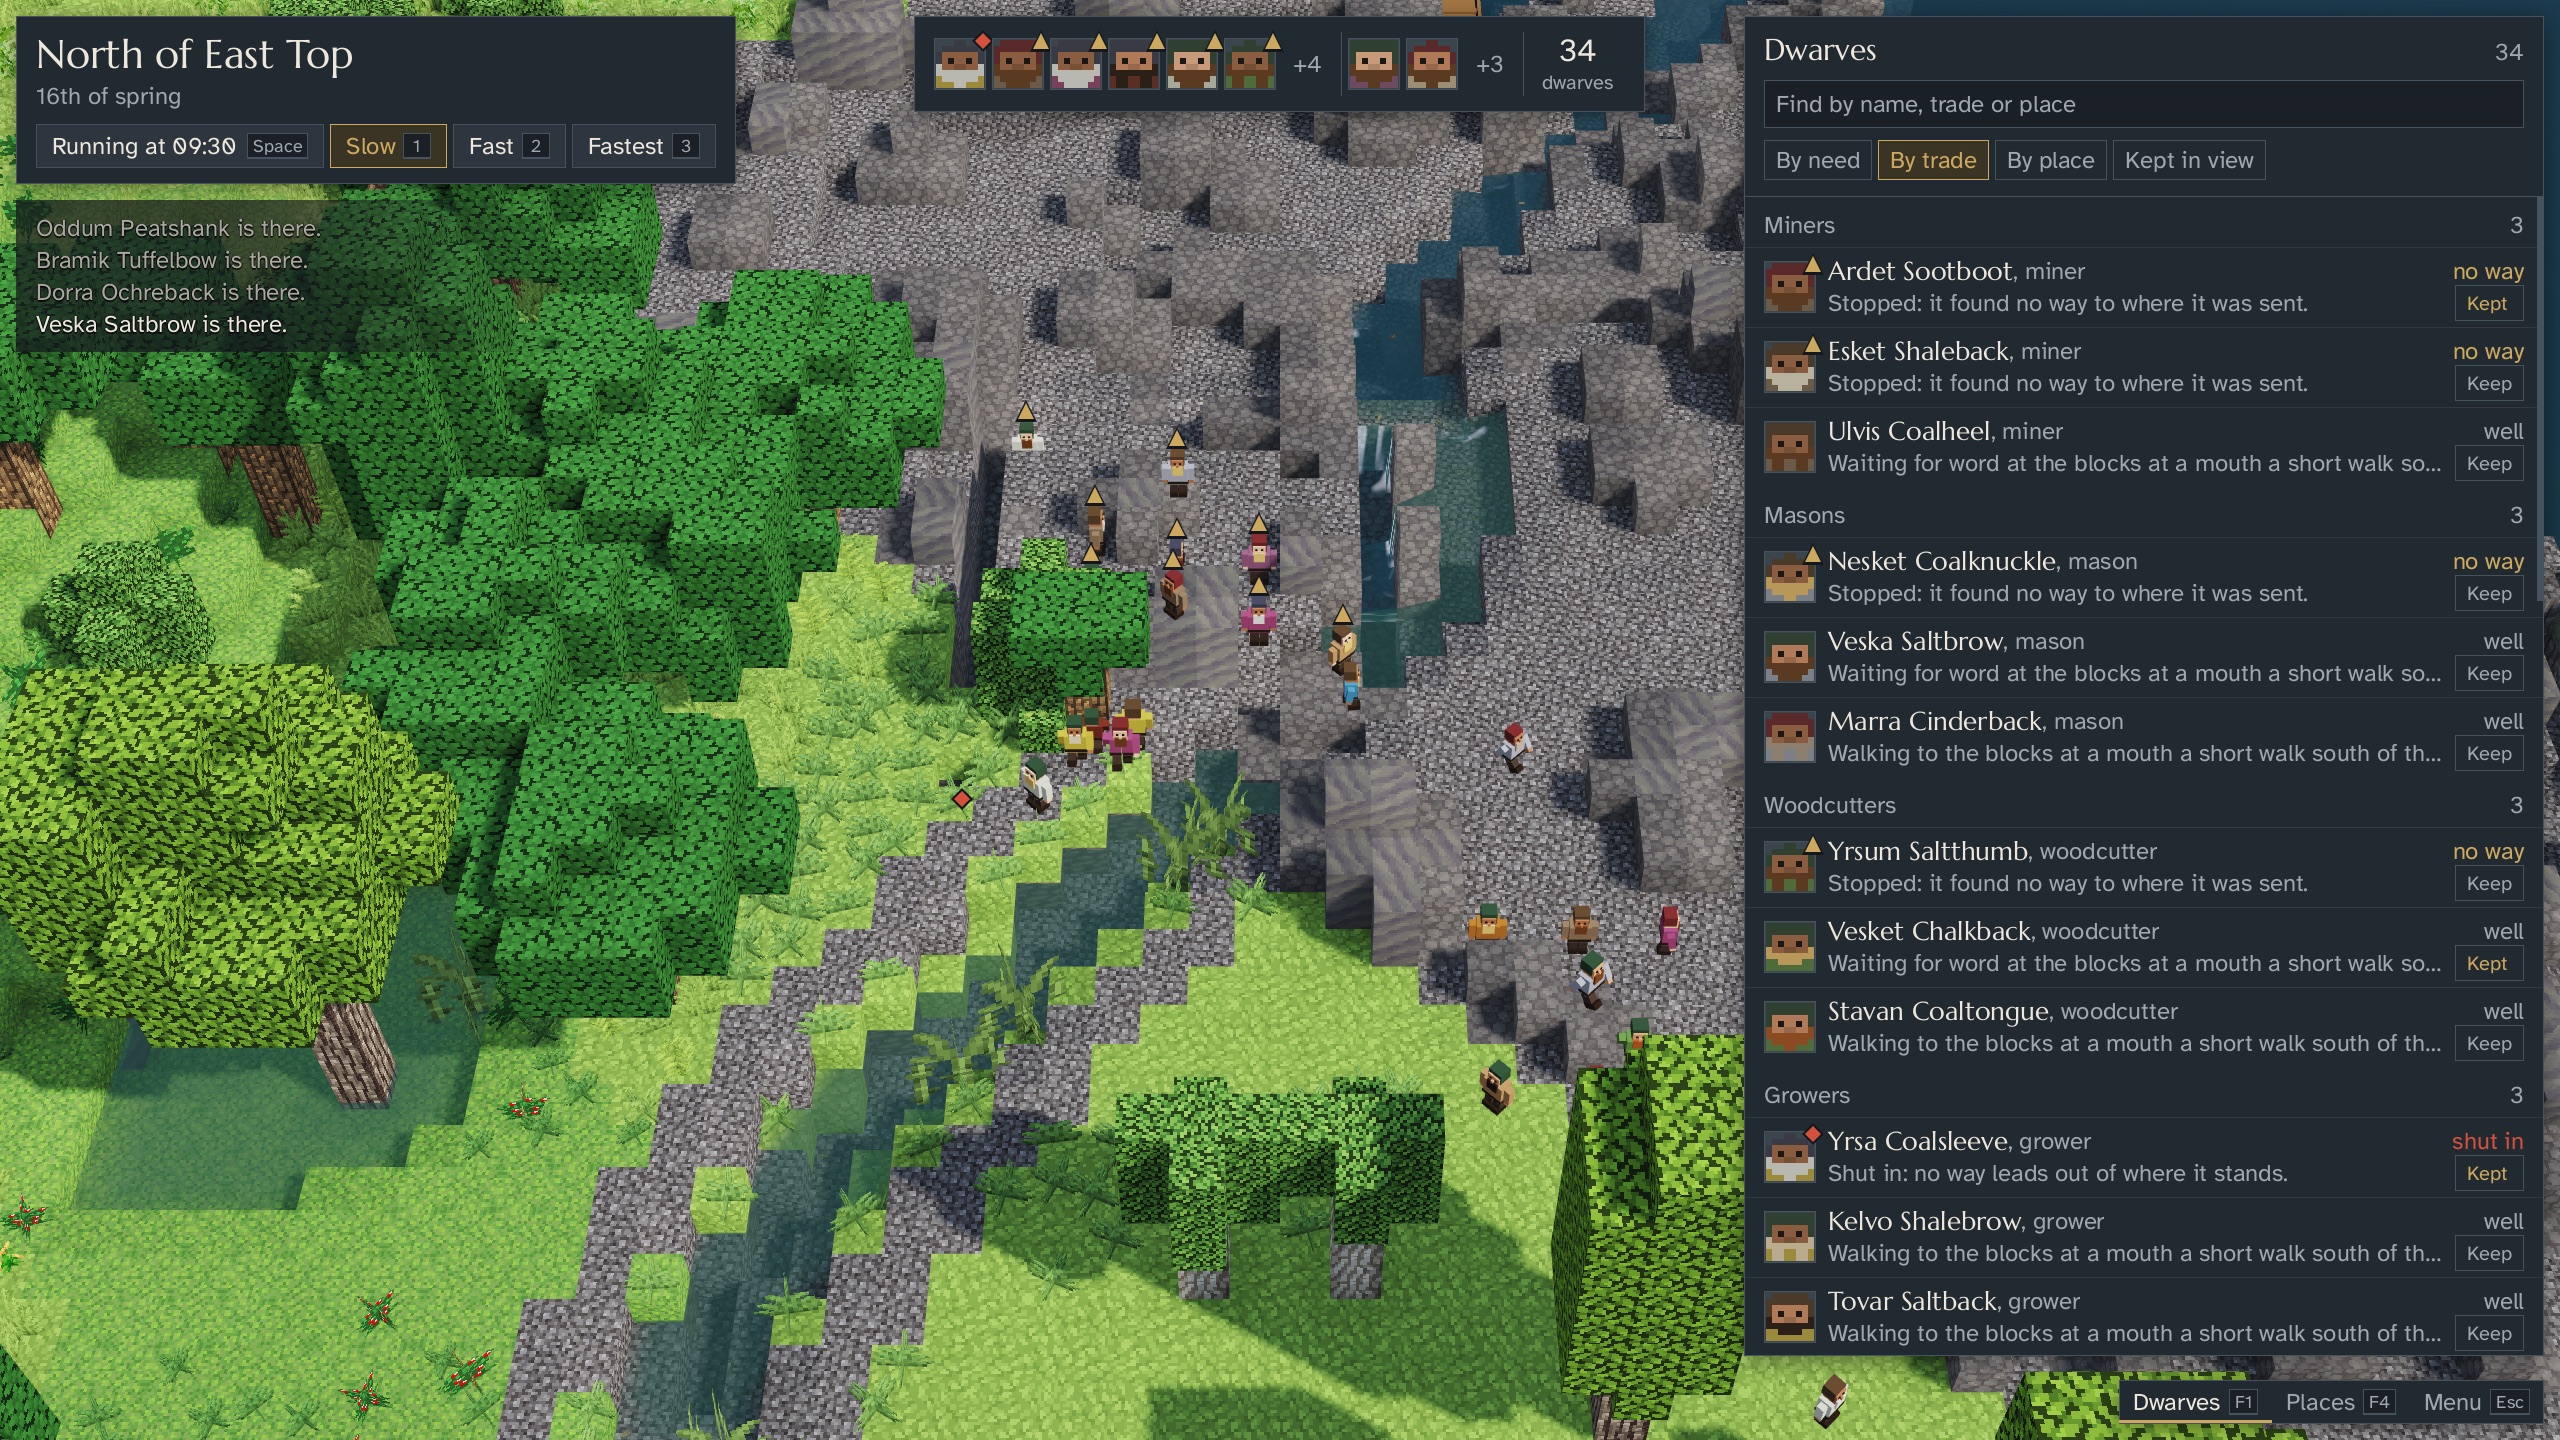 North of East Top
16th of spring
Running at 09:30 Space Slow 1 Fast 2 Fastest 3
Oddum Peatshank is there.
Bramik Tuffelbow is there.
Dorra Ochreback is there.
Veska Saltbrow is there.
+4 +3 34
dwarves
Dwarves 34
Find by name, trade or place
By need By trade By place Kept in view
Miners 3
Ardet Sootboot, miner no way
Stopped: it found no way to where it was sent. Kept
Esket Shaleback, miner no way
Stopped: it found no way to where it was sent. Keep
Ulvis Coalheel, miner well
Waiting for word at the blocks at a mouth a short walk so... Keep
Masons 3
Nesket Coalknuckle, mason no way
Stopped: it found no way to where it was sent. Keep
Veska Saltbrow, mason well
Waiting for word at the blocks at a mouth a short walk so... Keep
Marra Cinderback, mason well
Walking to the blocks at a mouth a short walk south of th... Keep
Woodcutters 3
Yrsum Saltthumb, woodcutter no way
Stopped: it found no way to where it was sent. Keep
Vesket Chalkback, woodcutter well
Waiting for word at the blocks at a mouth a short walk so... Kept
Stavan Coaltongue, woodcutter well
Walking to the blocks at a mouth a short walk south of th... Keep
Growers 3
Yrsa Coalsleeve, grower shut in
Shut in: no way leads out of where it stands. Kept
Kelvo Shalebrow, grower well
Walking to the blocks at a mouth a short walk south of th... Keep
Tovar Saltback, grower well
Walking to the blocks at a mouth a short walk south of th... Keep
Dwarves F1 Places F4 Menu Esc